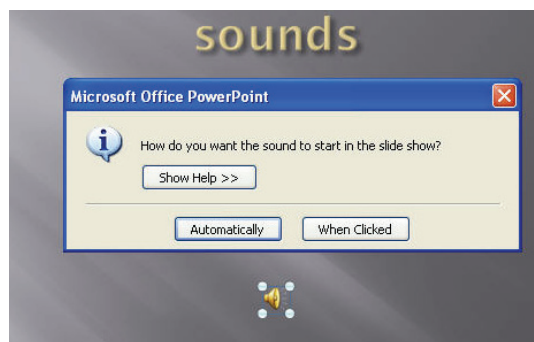 sounds
Microsoft Office PowerPoint
How do you want the sound to start in the slide show?
Show Help >>
Automatically
When Clicked